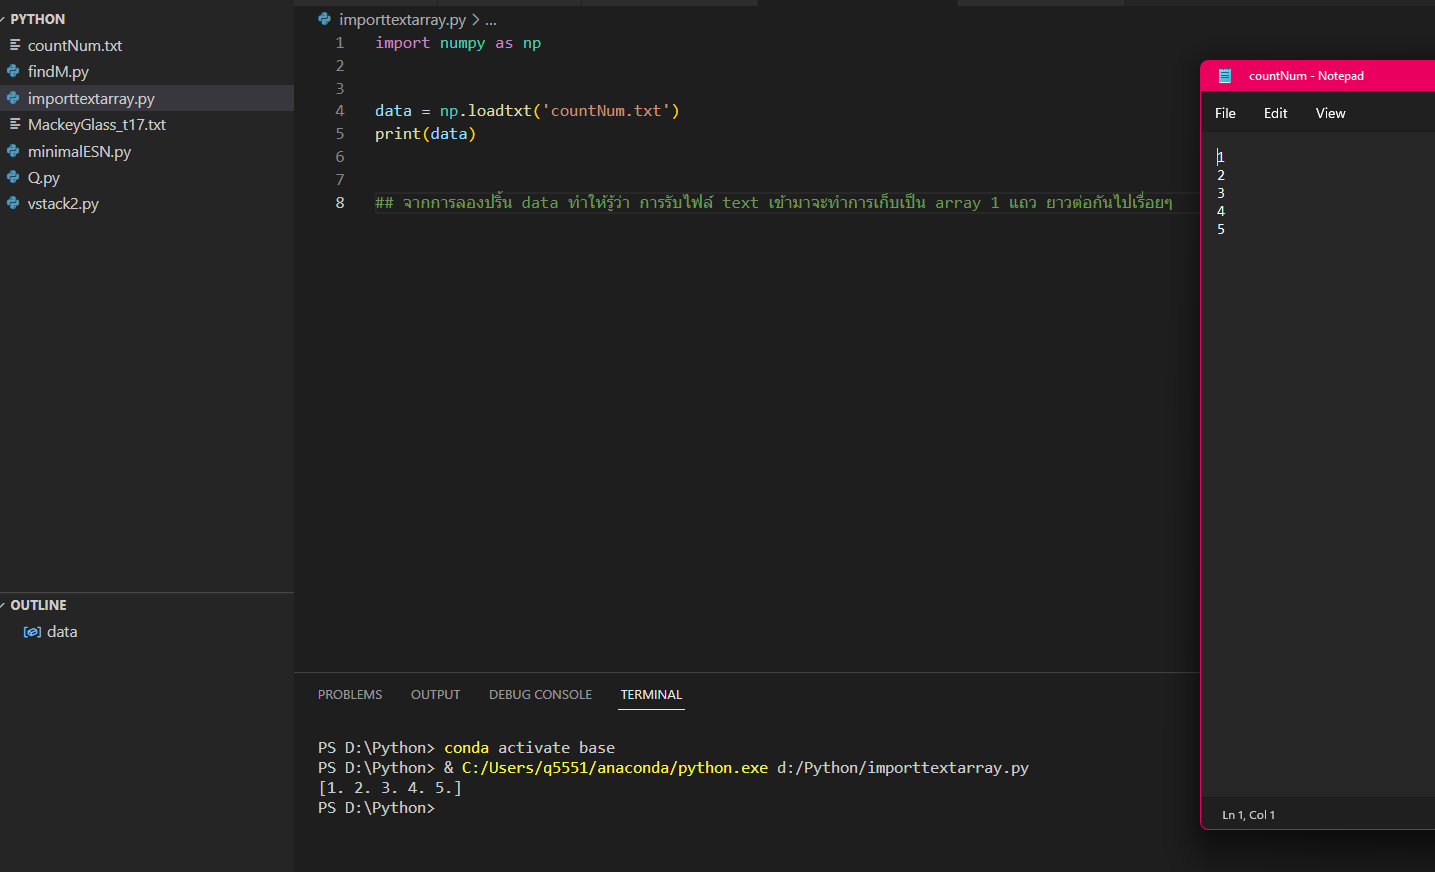 PYTHON
countNum.txt
findM.py
importtextarray.py
MackeyGlass_t17.txt
minimalESN.py
Q.py
vstack2.py
OUTLINE
data
importtextarray.py > ...
1 import numpy as np
2
3
4 data = np.loadtxt('countNum.txt')
5 print(data)
6
7
8 ## จากการลองปริ้น data ทำให้รู้ว่า การรับไฟล์ text เข้ามาจะทำการเก็บเป็น array 1 แถว ยาวต่อกันไปเรื่อยๆ
PROBLEMS OUTPUT DEBUG CONSOLE TERMINAL
PS D:\Python> conda activate base
PS D:\Python> & C:/Users/q5551/anaconda/python.exe d:/Python/importtextarray.py
[1. 2. 3. 4. 5.]
PS D:\Python>
countNum - Notepad
File Edit View
1
2
3
4
5
Ln 1, Col 1